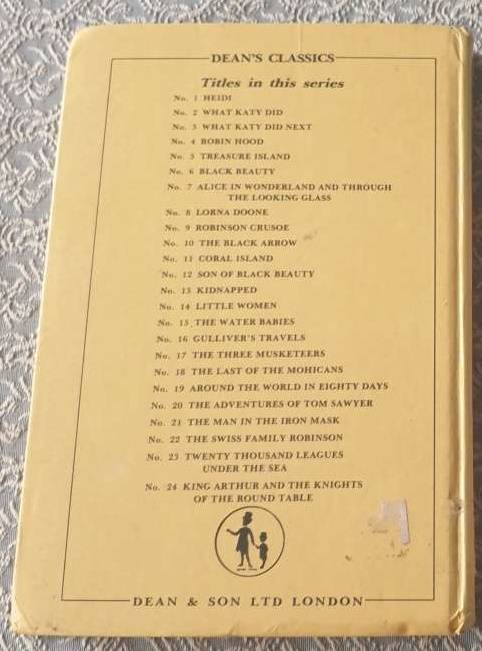 DEAN'S CLASSICS
Titles in this series
No. 1 HEIDI
No. 2 WHAT KATY DID
No. 3 WHAT KATY DID NEXT
No. 4 ROBIN HOOD
No. 5 TREASURE ISLAND
No. 6 BLACK BEAUTY
No. 7 ALICE IN WONDERLAND AND THROUGH
THE LOOKING GLASS
No. 8 LORNA DOONE
No. 9 ROBINSON CRUSOE
No. 10 THE BLACK ARROW
No. 11 CORAL ISLAND
No. 12 SON OF BLACK BEAUTY
No. 13 KIDNAPPED
No. 14 LITTLE WOMEN
No. 15 THE WATER BABIES
No. 16 GULLIVER'S TRAVELS
No. 17 THE THREE MUSKETEERS
No. 18 THE LAST OF THE MOHICANS
No. 19 AROUND THE WORLD IN EIGHTY DAYS
No. 20 THE ADVENTURES OF TOM SAWYER
No. 21 THE MAN IN THE IRON MASK
No. 22 THE SWISS FAMILY ROBINSON
No. 23 TWENTY THOUSAND LEAGUES
UNDER THE SEA
No. 24 KING ARTHUR AND THE KNIGHTS
OF THE ROUND TABLE
DEAN & SON LTD LONDON